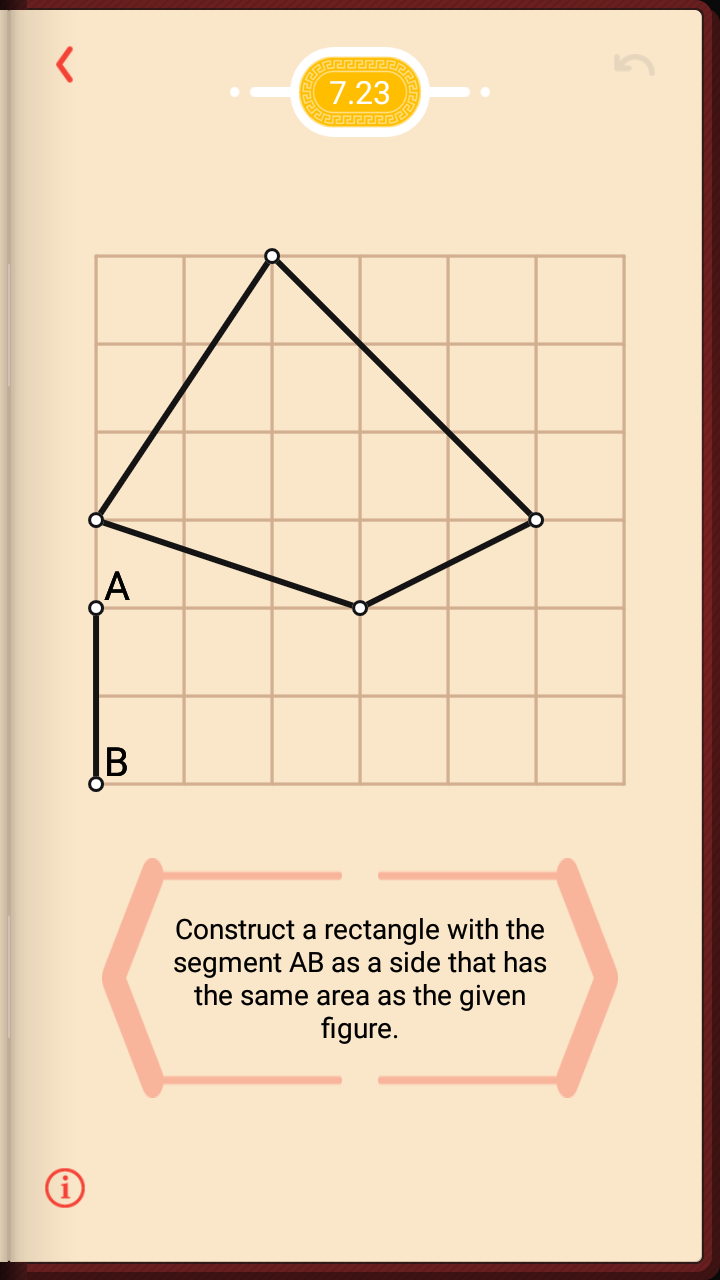 7.23
A
B
Construct a rectangle with the
segment AB as a side that has
the same area as the given
figure.
i